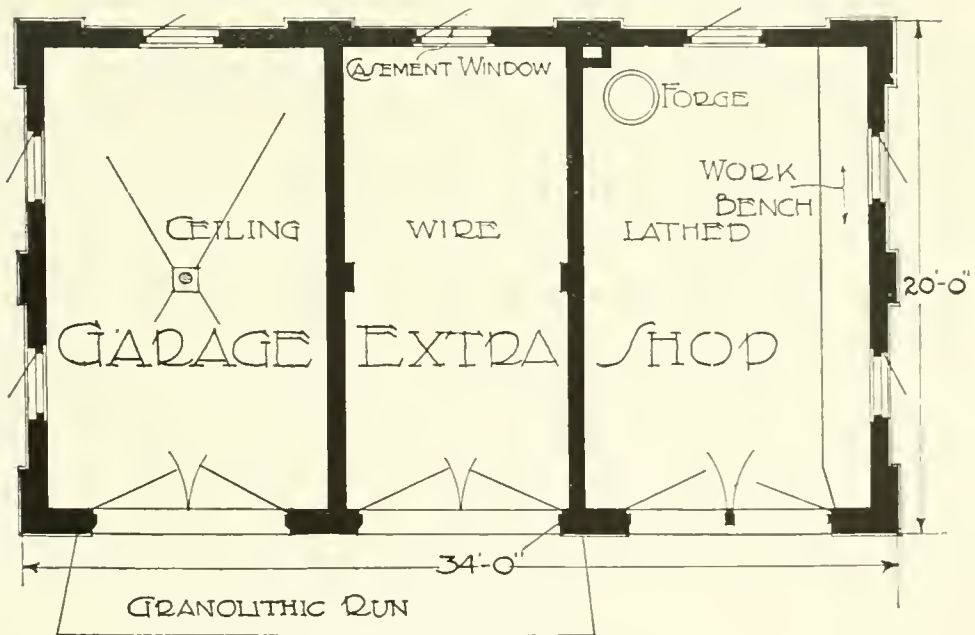 CASEMENT WINDOW
FORGE
WORK
BENCH
CEILING WIRE LATHED
20'-0"
GARAGE EXTRA SHOP
34'-0"
GRANOLITHIC RUN